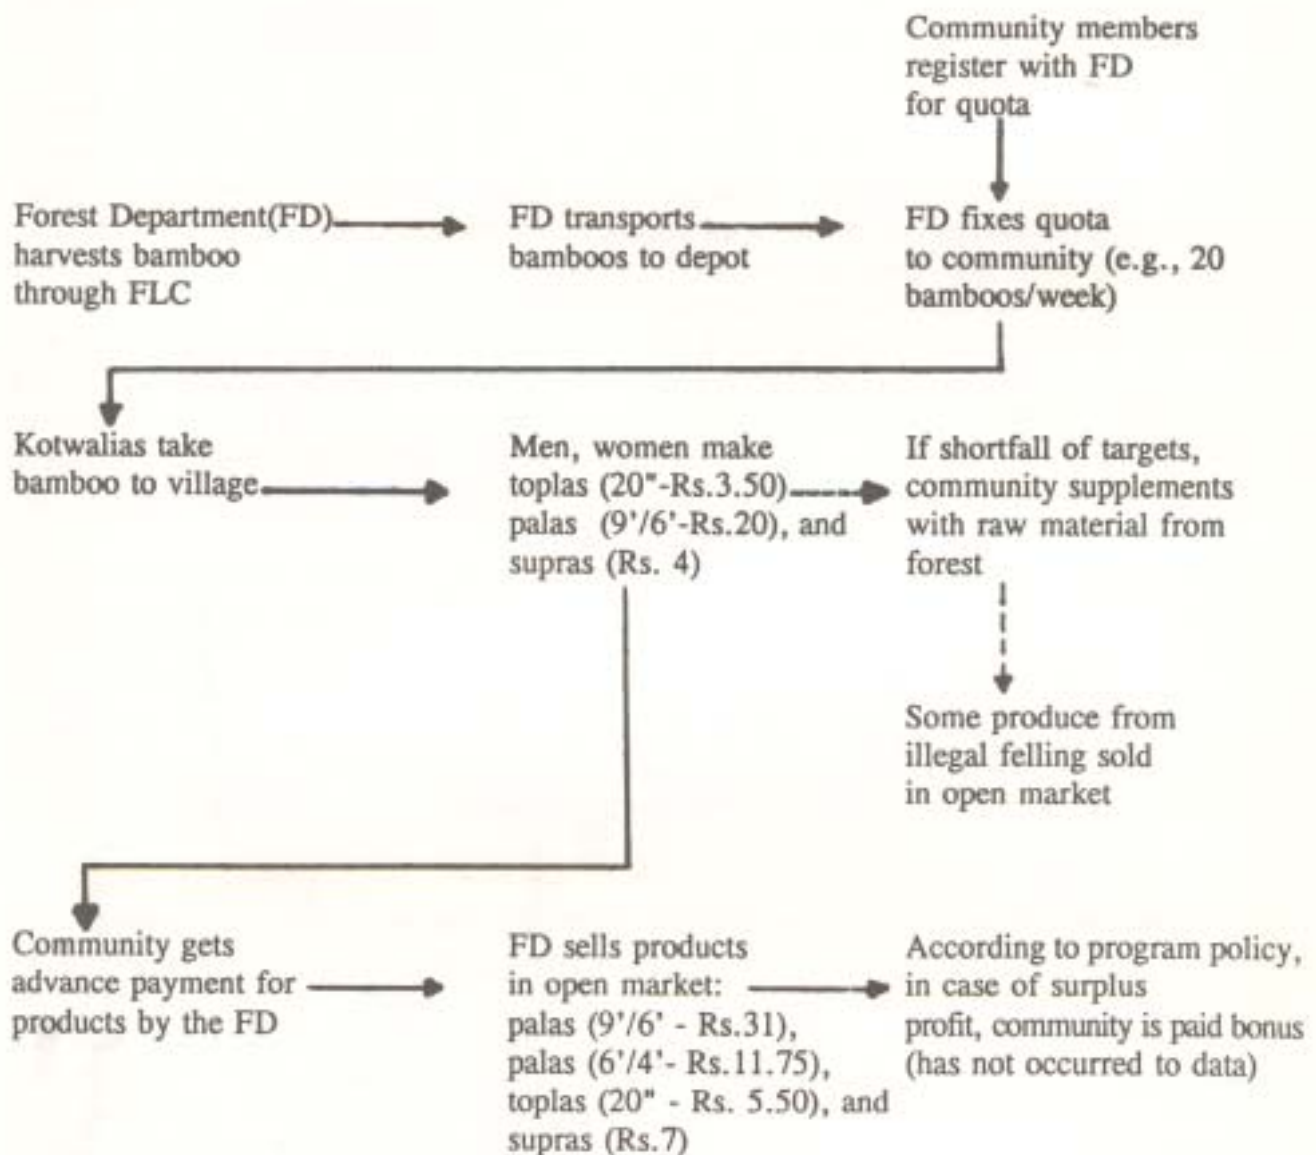 Community members
register with FD
for quota
Forest Department(FD)
harvests bamboo
through FLC
FD transports
bamboos to depot
FD fixes quota
to community (e.g., 20
bamboos/week)
Kotwalias take
bamboo to village
Men, women make
toplas (20"-Rs.3.50)
palas (9'/6'-Rs.20), and
supras (Rs. 4)
If shortfall of targets,
community supplements
with raw material from
forest
Some produce from
illegal felling sold
in open market
Community gets
advance payment for
products by the FD
FD sells products
in open market:
palas (9'/6' - Rs.31),
palas (6'/4'- Rs.11.75),
toplas (20" - Rs. 5.50), and
supras (Rs.7)
According to program policy,
in case of surplus
profit, community is paid bonus
(has not occurred to data)